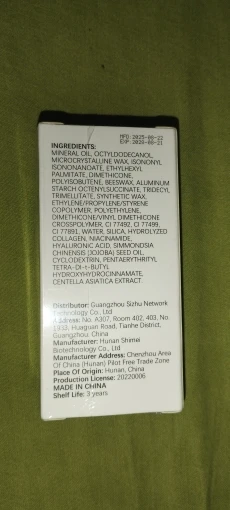 MFD: 2025-08-22
EXP: 2028-08-21
INGREDIENTS:
MINERAL OIL, OCTYLDODECANOL,
MICROCRYSTALLINE WAX, ISONONYL
ISONONANOATE, ETHYLHEXYL
PALMITATE, DIMETHICONE,
POLYISOBUTENE, BEESWAX, ALUMINUM
STARCH OCTENYLSUCCINATE, TRIDECYL
TRIMELLITATE, SYNTHETIC WAX,
ETHYLENE/PROPYLENE/STYRENE
COPOLYMER, POLYETHYLENE,
DIMETHICONE/VINYL DIMETHICONE
CROSSPOLYMER, CI 77492, CI 77499,
CI 77891, WATER, SILICA, HYDROLYZED
COLLAGEN, NIACINAMIDE,
HYALURONIC ACID, SIMMONDSIA
CHINENSIS (JOJOBA) SEED OIL,
CYCLODEXTRIN, PENTAERYTHRITYL
TETRA-DI-t-BUTYL
HYDROXYHYDROCINNAMATE,
CENTELLA ASIATICA EXTRACT
Distributor: Guangzhou Sizhu Network
Technology Co., Ltd
Address: No. A307, Room 402, 403, No.
1933, Huaguan Road, Tianhe District,
Guangzhou, China
Manufacturer: Hunan Shimei
Biotechnology Co., Ltd
Manufacturer Address: Chenzhou Area
Of China (Hunan) Pilot Free Trade Zone
Place Of Origin: Hunan, China
Production License: 20220006
MADE IN CHINA
Shelf Life: 3 years